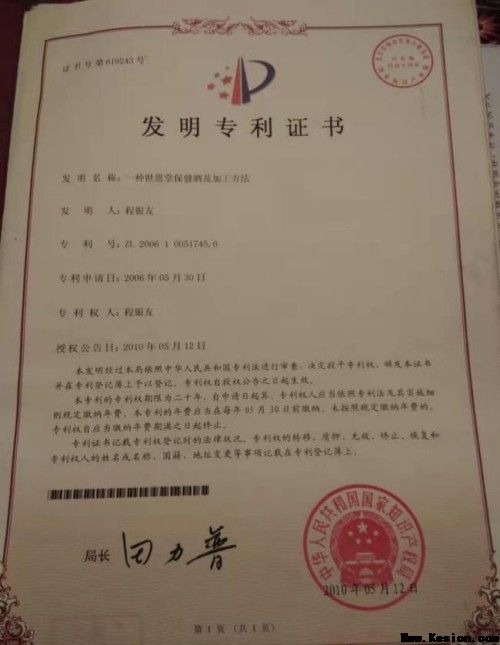 证书号第619243号
发明专利证书
发明名称：一种世恩堂保健酒及加工方法
发明人：程银友
专利号：ZL 2006 1 0051745.6
专利申请日：2006年05月30日
专利权人：程银友
授权公告日：2010年05月12日
本发明经过本局依照中华人民共和国专利法进行审查，决定授予专利权，颁发本证书
并在专利登记簿上予以登记。专利权自授权公告之日起生效。
本专利的专利权期限为二十年，自申请日起算。专利权人应当依照专利法及其实施细
则规定缴纳年费。本专利的年费应当在每年05月30日前缴纳。未按照规定缴纳年费的，
专利权自应当缴纳年费期满之日起终止。
专利证书记载专利权登记时的法律状况。专利权的转移、质押、无效、终止、恢复和
专利权人的姓名或名称、国籍、地址变更等事项记载在专利登记簿上。
局长 田力普
中华人民共和国国家知识产权局
2010年05月12日
第1页（共1页）
Www.Kesion.com